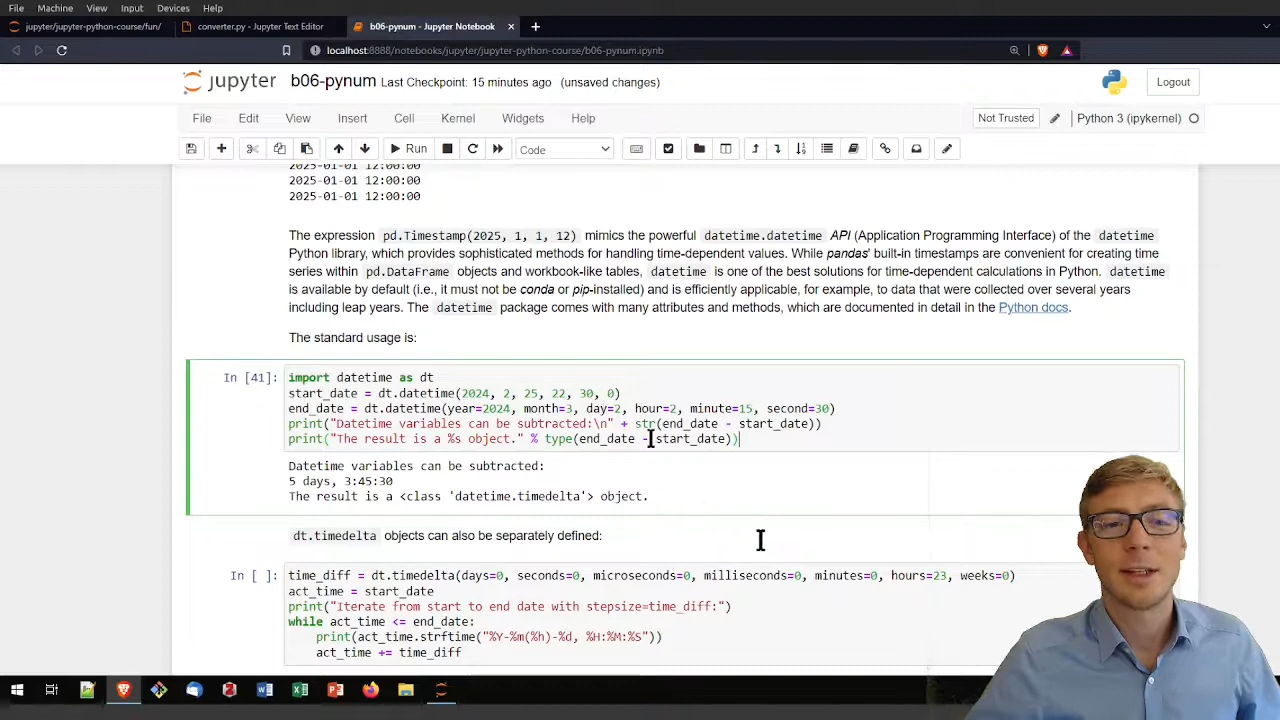 File Machine View Input Devices Help
jupyter/jupyter-python-course/fun/ converter.py - Jupyter Text Editor b06-pynum - Jupyter Notebook
localhost:8888/notebooks/jupyter/jupyter-python-course/b06-pynum.ipynb
jupyter b06-pynum Last Checkpoint: 15 minutes ago (unsaved changes) Logout
File Edit View Insert Cell Kernel Widgets Help Not Trusted Python 3 (ipykernel)
Run Code
2025-01-01 12:00:00
2025-01-01 12:00:00
2025-01-01 12:00:00
The expression pd.Timestamp(2025, 1, 1, 12) mimics the powerful datetime.datetime API (Application Programming Interface) of the datetime
Python library, which provides sophisticated methods for handling time-dependent values. While pandas' built-in timestamps are convenient for creating time
series within pd.DataFrame objects and workbook-like tables, datetime is one of the best solutions for time-dependent calculations in Python. datetime
is available by default (i.e., it must not be conda or pip-installed) and is efficiently applicable, for example, to data that were collected over several years
including leap years. The datetime package comes with many attributes and methods, which are documented in detail in the Python docs.
The standard usage is:
In [41]: import datetime as dt
start_date = dt.datetime(2024, 2, 25, 22, 30, 0)
end_date = dt.datetime(year=2024, month=3, day=2, hour=2, minute=15, second=30)
print("Datetime variables can be subtracted:\n" + str(end_date - start_date))
print("The result is a %s object." % type(end_date - start_date))
Datetime variables can be subtracted:
5 days, 3:45:30
The result is a <class 'datetime.timedelta'> object.
dt.timedelta objects can also be separately defined:
In [ ]: time_diff = dt.timedelta(days=0, seconds=0, microseconds=0, milliseconds=0, minutes=0, hours=23, weeks=0)
act_time = start_date
print("Iterate from start to end date with stepsize=time_diff:")
while act_time <= end_date:
print(act_time.strftime("%Y-%m(%h)-%d, %H:%M:%S"))
act_time += time_diff